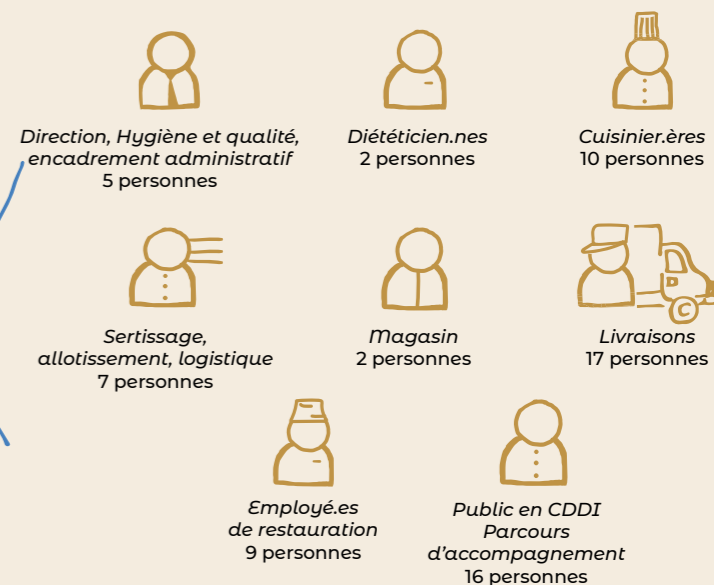 Direction, Hygiène et qualité,
encadrement administratif
5 personnes
Diététicien.nes
2 personnes
Cuisinier.ères
10 personnes
Sertissage,
allotissement, logistique
7 personnes
Magasin
2 personnes
D
C
Livraisons
17 personnes
Employé.es
de restauration
9 personnes
Public en CDDI
Parcours
d'accompagnement
16 personnes